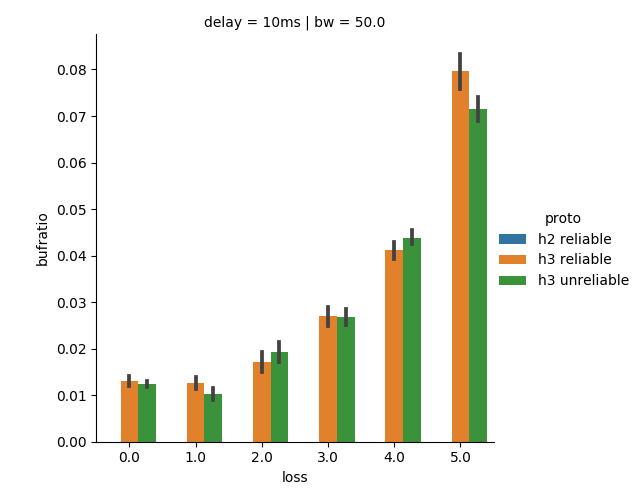 delay = 10ms | bw = 50.0
bufratio
0.08
0.07
0.06
0.05
0.04
0.03
0.02
0.01
0.00
0.0 1.0 2.0 3.0 4.0 5.0
loss
proto
h2 reliable
h3 reliable
h3 unreliable